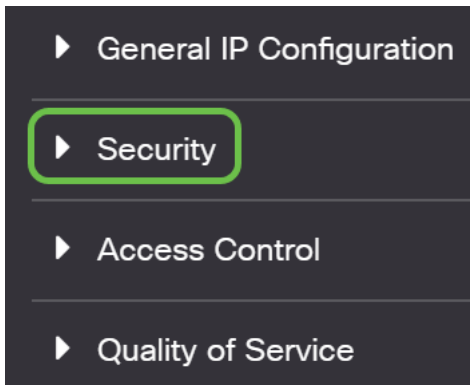 General IP Configuration
Security
Access Control
Quality of Service